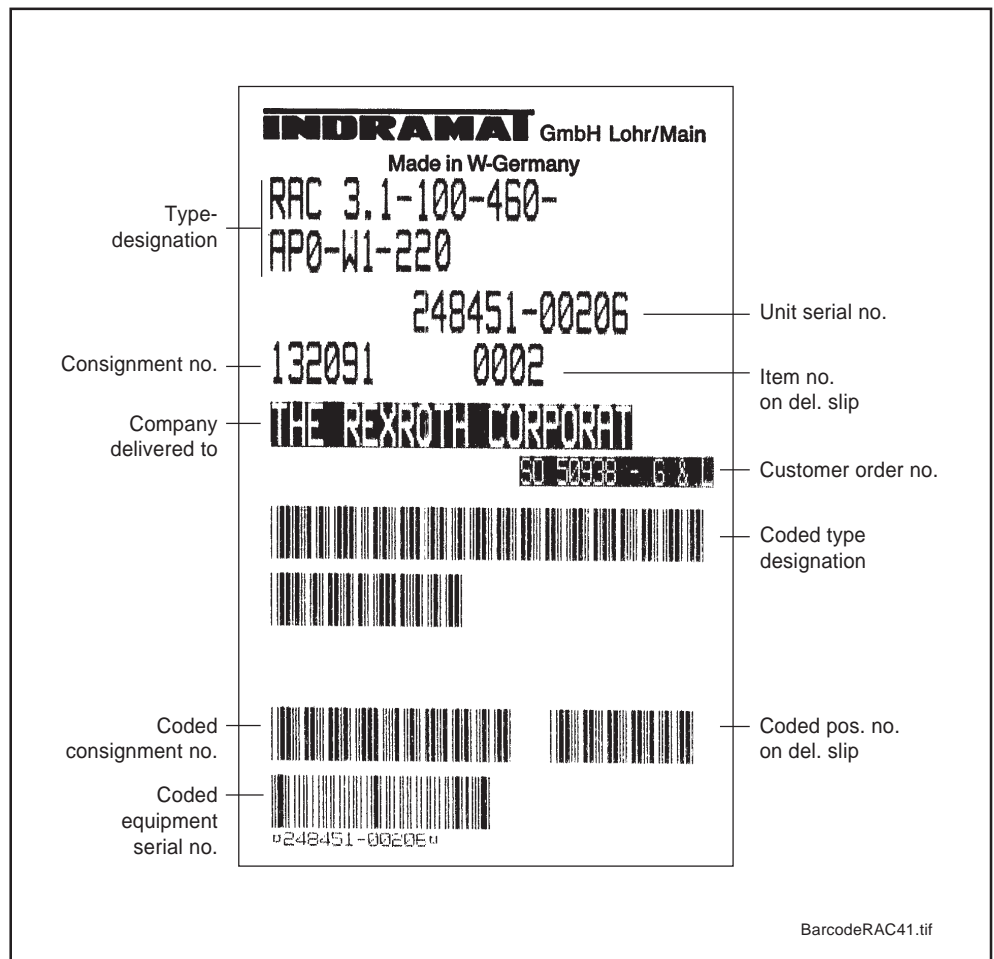 INDRAMAT GmbH Lohr/Main
Made in W-Germany
Type-
designation
RAC 3.1-100-460-
AP0-W1-220
248451-00206
Unit serial no.
Consignment no.
132091 0002
Item no.
on del. slip
Company
delivered to
THE REXROTH CORPORAT
SO 50938 - G & L
Customer order no.
Coded type
designation
Coded
consignment no.
Coded pos. no.
on del. slip
Coded
equipment
serial no.
¤248451-00206¤
BarcodeRAC41.tif